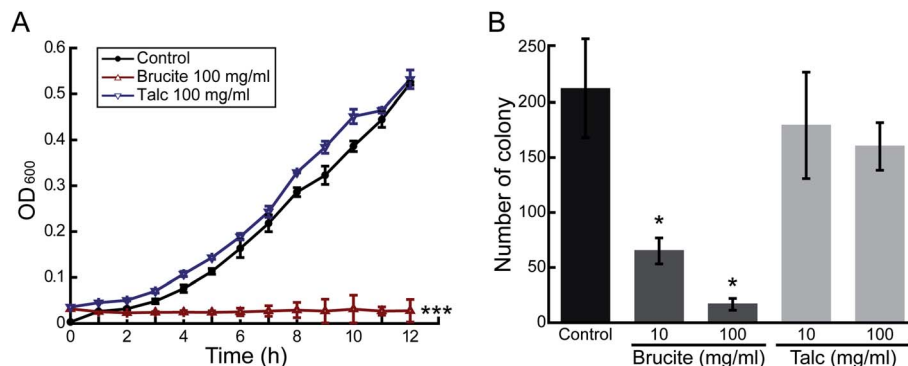 A
Control
Brucite 100 mg/ml
Talc 100 mg/ml
0.6
0.5
0.4
0.3
0.2
0.1
0
OD600
0 2 4 6 8 10 12
***
Time (h)
B
250
200
150
100
50
0
Number of colony
*
*
Control 10 100 10 100
Brucite (mg/ml) Talc (mg/ml)